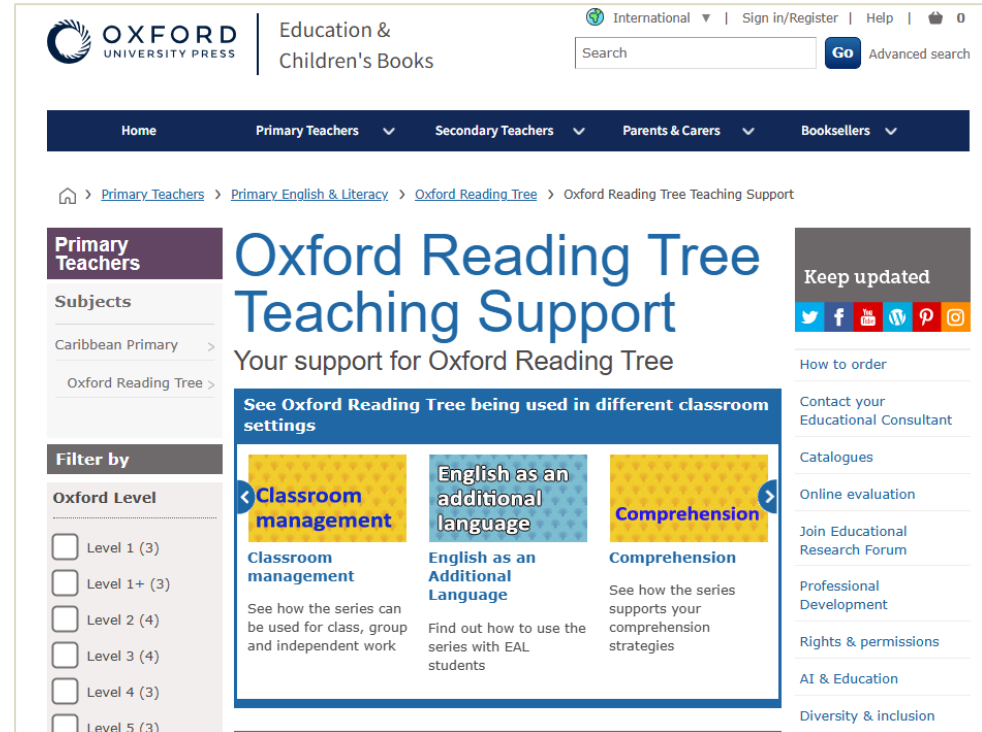 OXFORD
UNIVERSITY PRESS
Education &
Children's Books
International ▼ | Sign in/Register | Help | 0
Search
Go
Advanced search
Home
Primary Teachers
Secondary Teachers
Parents & Carers
Booksellers
> Primary Teachers > Primary English & Literacy > Oxford Reading Tree > Oxford Reading Tree Teaching Support
Primary
Teachers
Subjects
Caribbean Primary >
Oxford Reading Tree >
Filter by
Oxford Level
Level 1 (3)
Level 1+ (3)
Level 2 (4)
Level 3 (4)
Level 4 (3)
Level 5 (3)
Oxford Reading Tree
Teaching Support
Your support for Oxford Reading Tree
See Oxford Reading Tree being used in different classroom
settings
Classroom
management
Classroom
management
See how the series can
be used for class, group
and independent work
English as an
additional
language
English as an
Additional
Language
Find out how to use the
series with EAL
students
Comprehension
Comprehension
See how the series
supports your
comprehension
strategies
Keep updated
You
Tube
How to order
Contact your
Educational Consultant
Catalogues
Online evaluation
Join Educational
Research Forum
Professional
Development
Rights & permissions
AI & Education
Diversity & inclusion